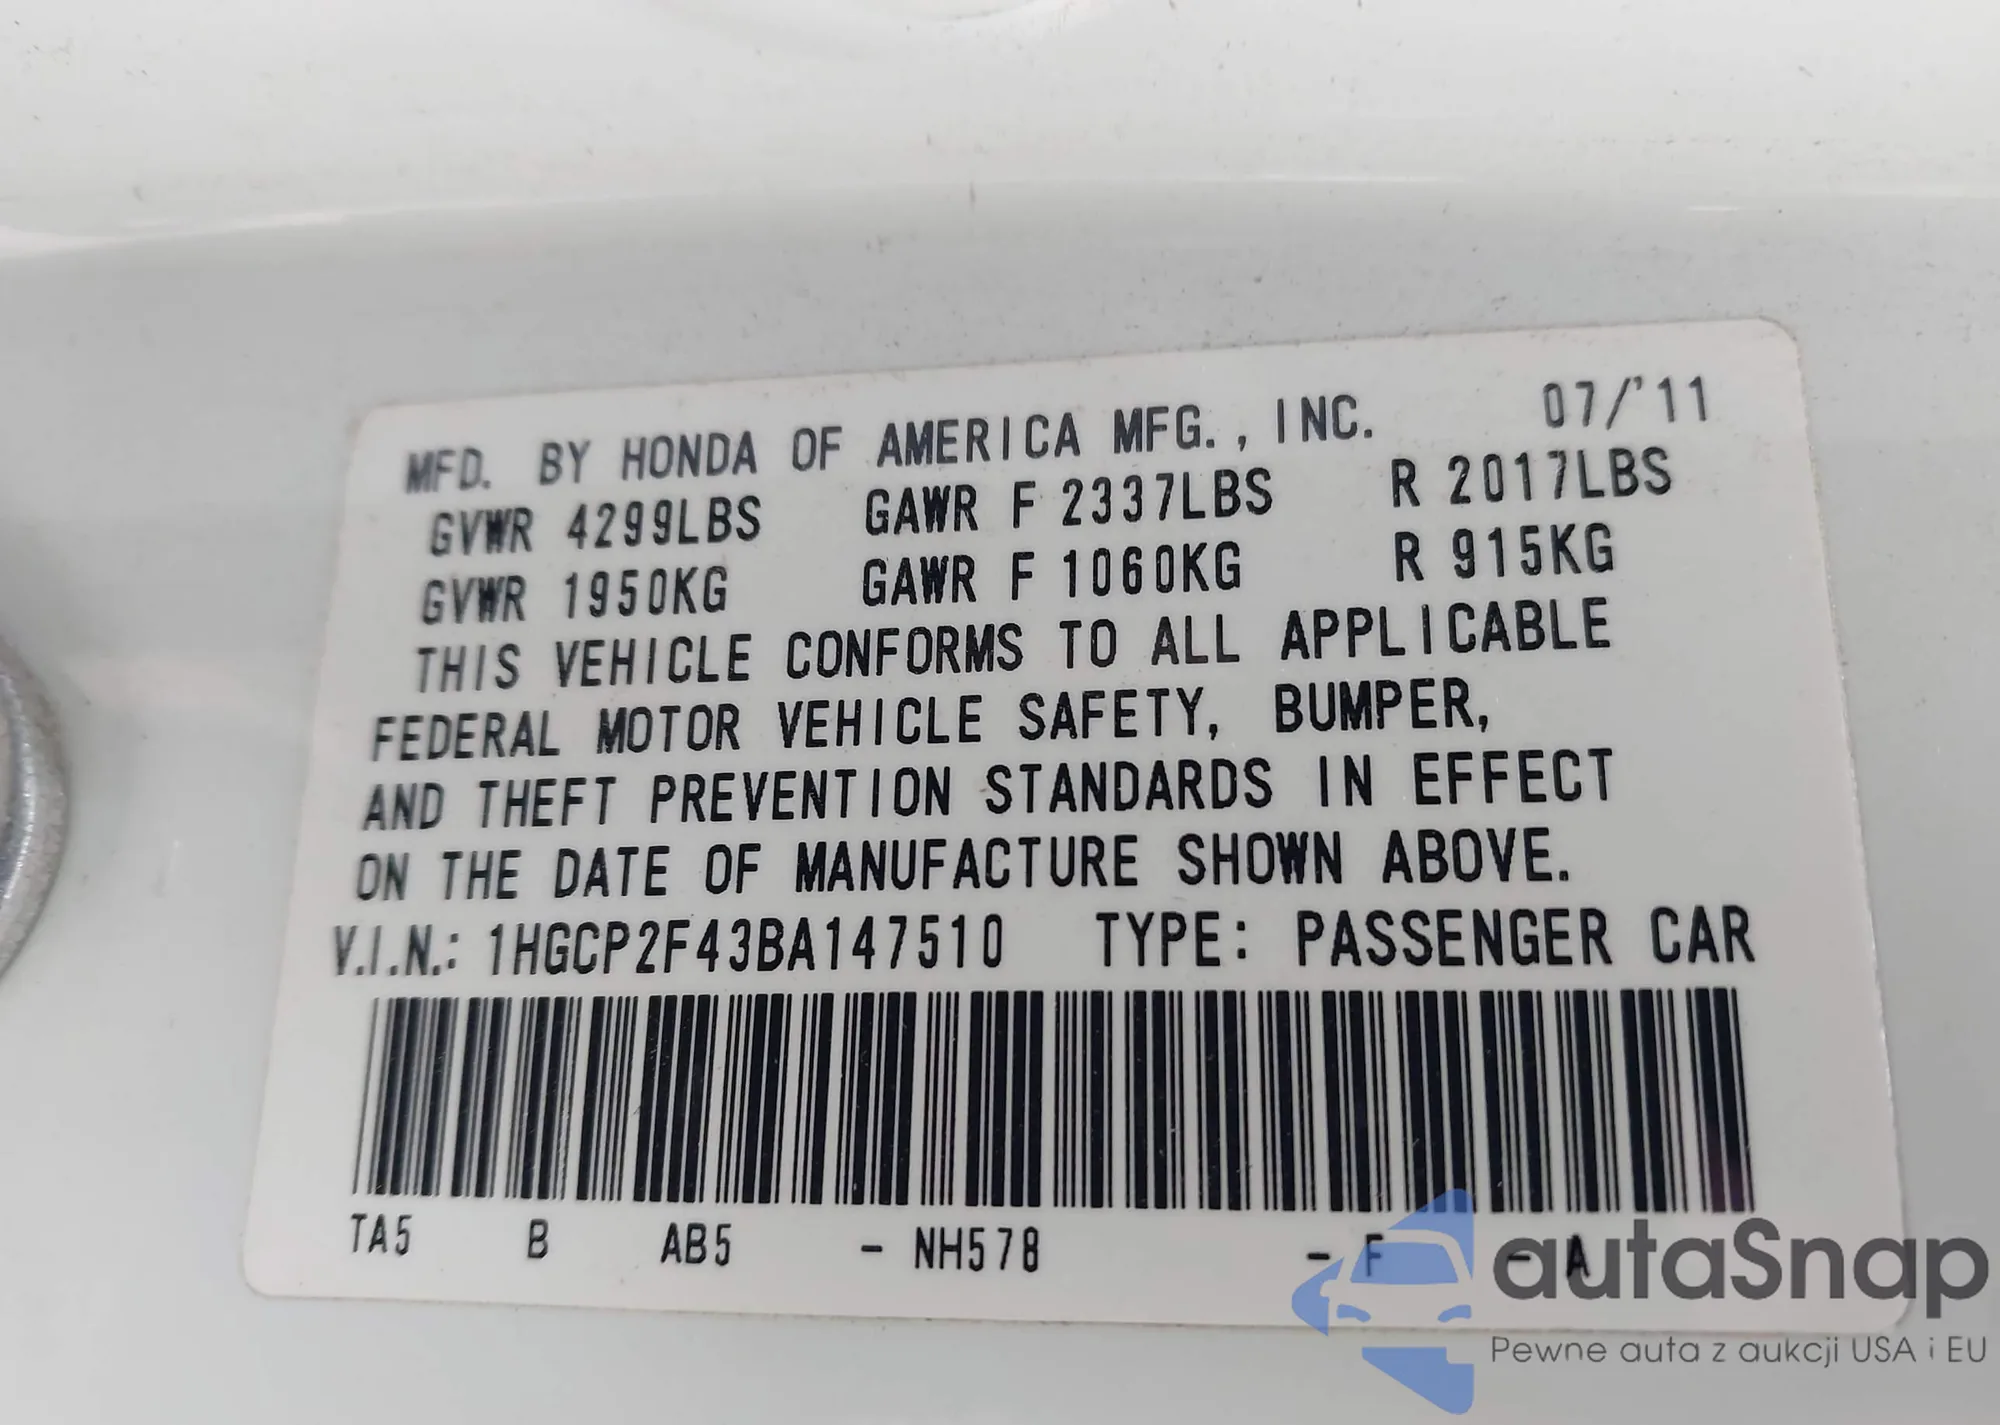 MFD. BY HONDA OF AMERICA MFG., INC. 07/'11
GVWR 4299LBS GAWR F 2337LBS R 2017LBS
GVWR 1950KG GAWR F 1060KG R 915KG
THIS VEHICLE CONFORMS TO ALL APPLICABLE
FEDERAL MOTOR VEHICLE SAFETY, BUMPER,
AND THEFT PREVENTION STANDARDS IN EFFECT
ON THE DATE OF MANUFACTURE SHOWN ABOVE.
V.I.N.: 1HGCP2F43BA147510 TYPE: PASSENGER CAR
TA5 B AB5 - NH578 - F - A
autaSnap
Pewne auta z aukcji USA i EU